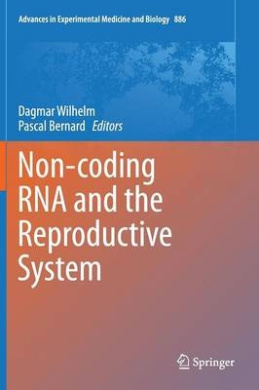 Advances in Experimental Medicine and Biology 886
Dagmar Wilhelm
Pascal Bernard Editors
Non-coding
RNA and the
Reproductive
System
Springer